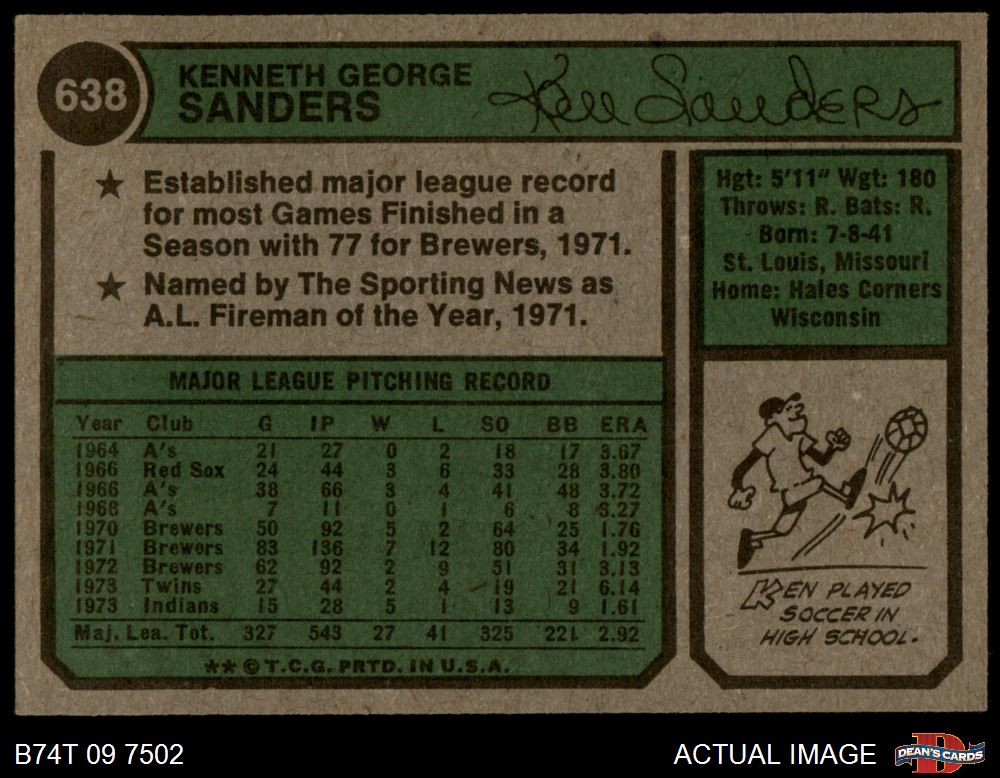 638
KENNETH GEORGE
SANDERS
Ken Sanders
★ Established major league record
for most Games Finished in a
Season with 77 for Brewers, 1971.
★ Named by The Sporting News as
A.L. Fireman of the Year, 1971.
Hgt: 5'11" Wgt: 180
Throws: R. Bats: R.
Born: 7-8-41
St. Louis, Missouri
Home: Hales Corners
Wisconsin
MAJOR LEAGUE PITCHING RECORD
Year Club G IP W L SO BB ERA
1964 A's 21 27 0 2 18 17 3.67
1966 Red Sox 24 44 3 6 33 28 3.80
1966 A's 38 66 3 4 41 48 3.72
1968 A's 7 11 0 1 6 8 3.27
1970 Brewers 50 92 5 2 64 25 1.76
1971 Brewers 83 136 7 12 80 34 1.92
1972 Brewers 62 92 2 9 51 31 3.13
1973 Twins 27 44 2 4 19 21 6.14
1973 Indians 15 28 5 1 13 9 1.61
Maj. Lea. Tot. 327 543 27 41 325 221 2.92
★★ © T.C.G. PRTD. IN U.S.A.
KEN PLAYED
SOCCER IN
HIGH SCHOOL.
B74T 09 7502
ACTUAL IMAGE
DEAN'S CARDS